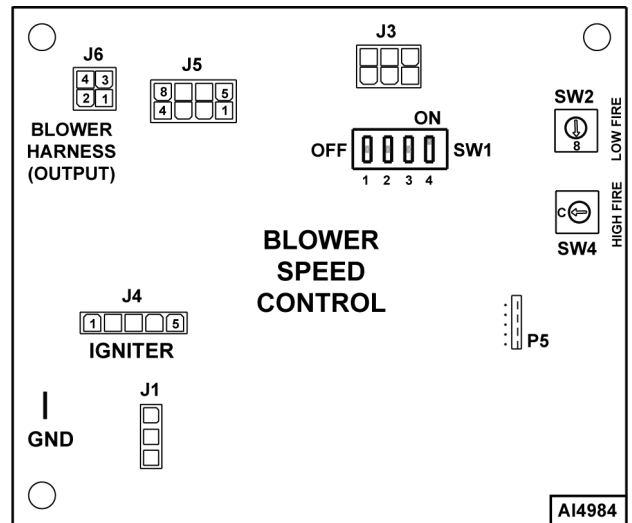 J6
4 3
2 1
BLOWER
HARNESS
(OUTPUT)
J5
8 5
4 1
J3
ON
OFF
SW1
1 2 3 4
SW2
8
LOW FIRE
C
SW4
HIGH FIRE
BLOWER
SPEED
CONTROL
J4
1 5
IGNITER
P5
J1
GND
AI4984